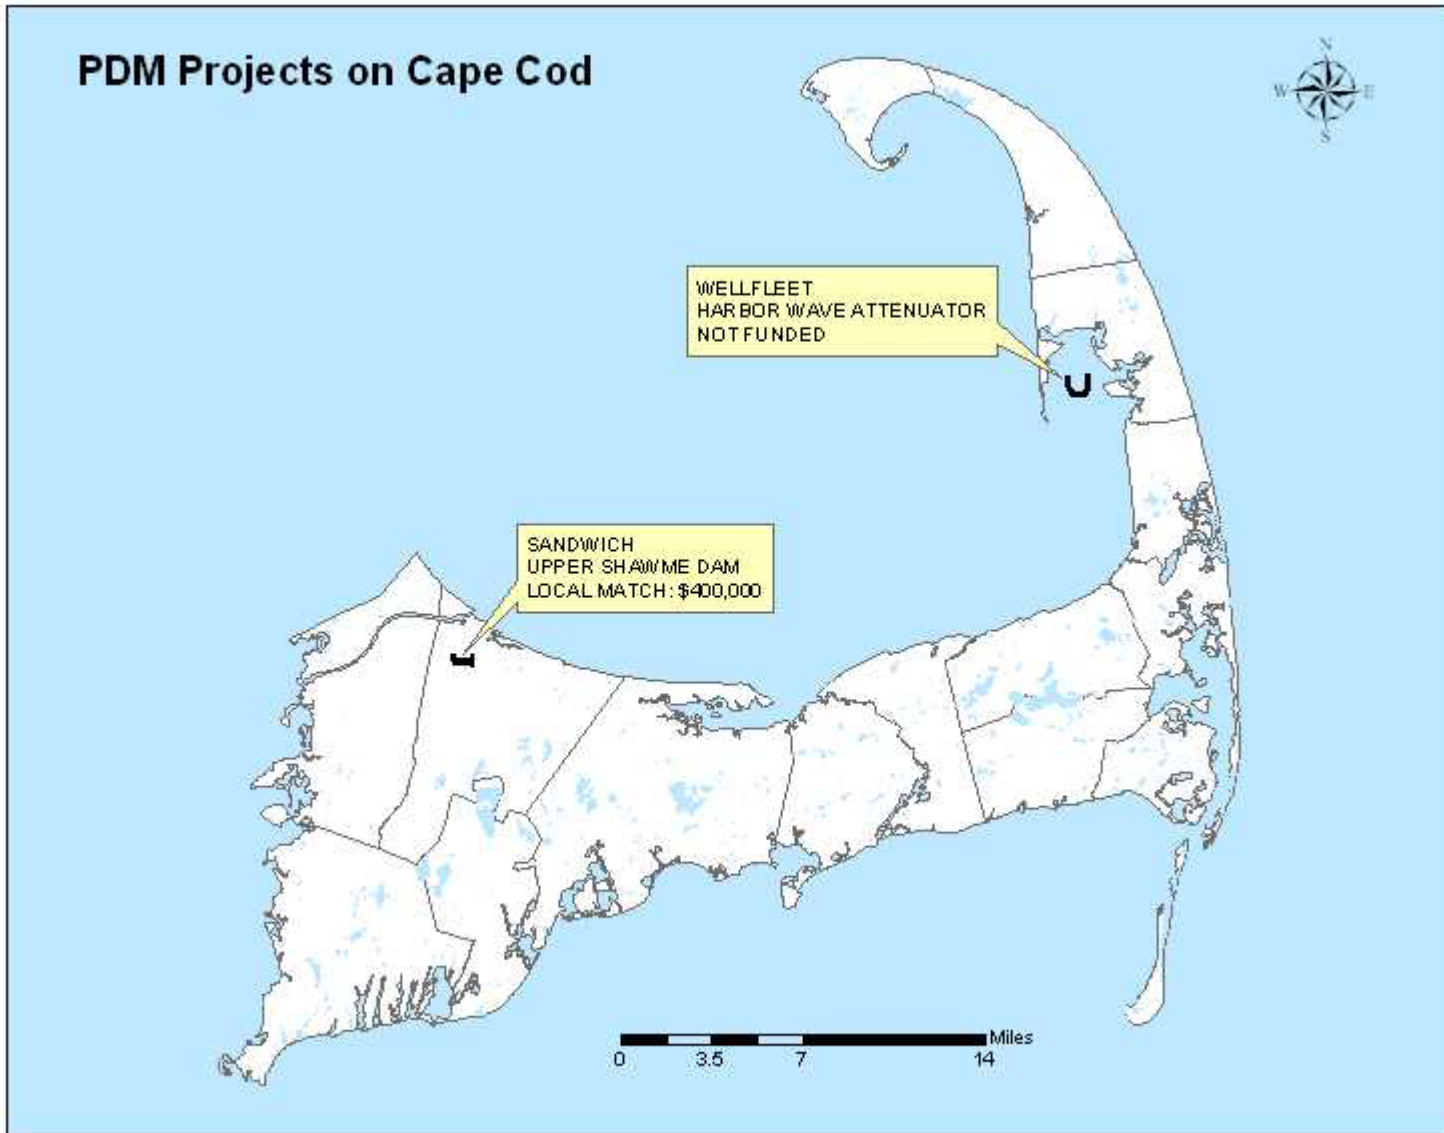 PDM Projects on Cape Cod
N
W E
S
WELLFLEET
HARBOR WAVE ATTENUATOR
NOT FUNDED
SANDWICH
UPPER SHAWME DAM
LOCAL MATCH: $400,000
Miles
0 3.5 7 14